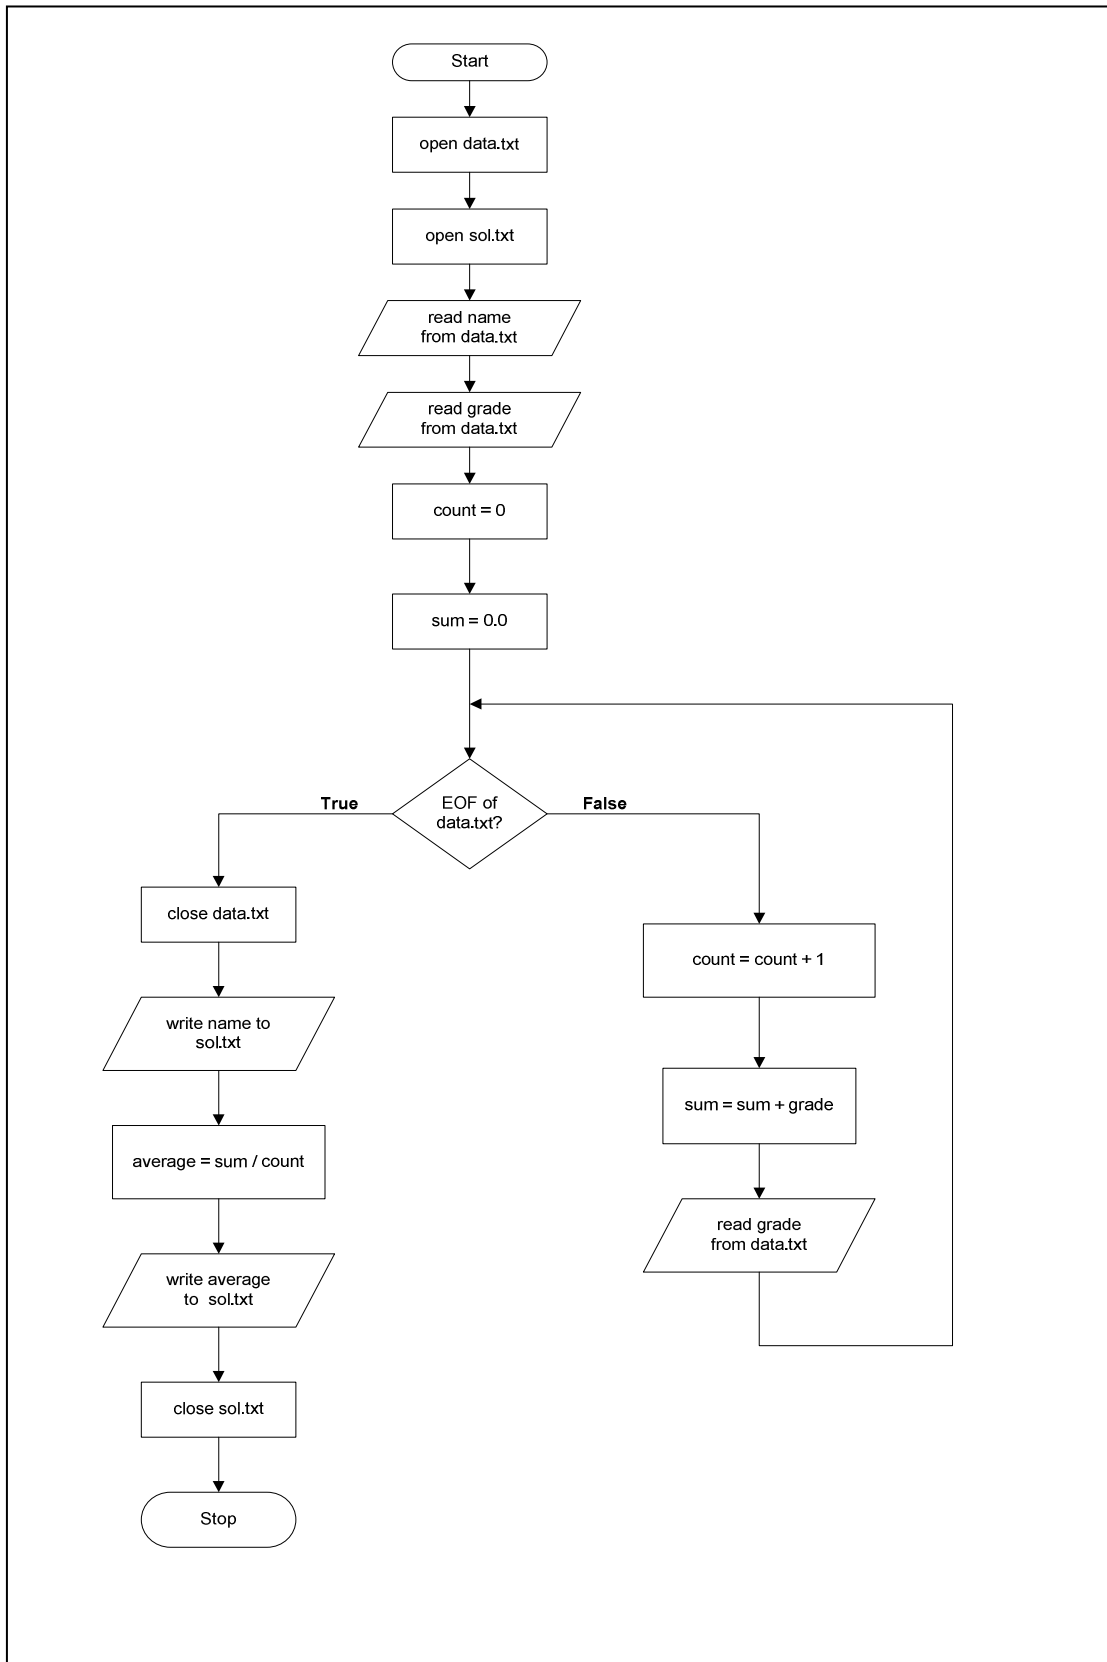 Start
open data.txt
open sol.txt
read name
from data.txt
read grade
from data.txt
count = 0
sum = 0.0
True
EOF of
data.txt?
False
close data.txt
write name to
sol.txt
average = sum / count
write average
to sol.txt
close sol.txt
Stop
count = count + 1
sum = sum + grade
read grade
from data.txt